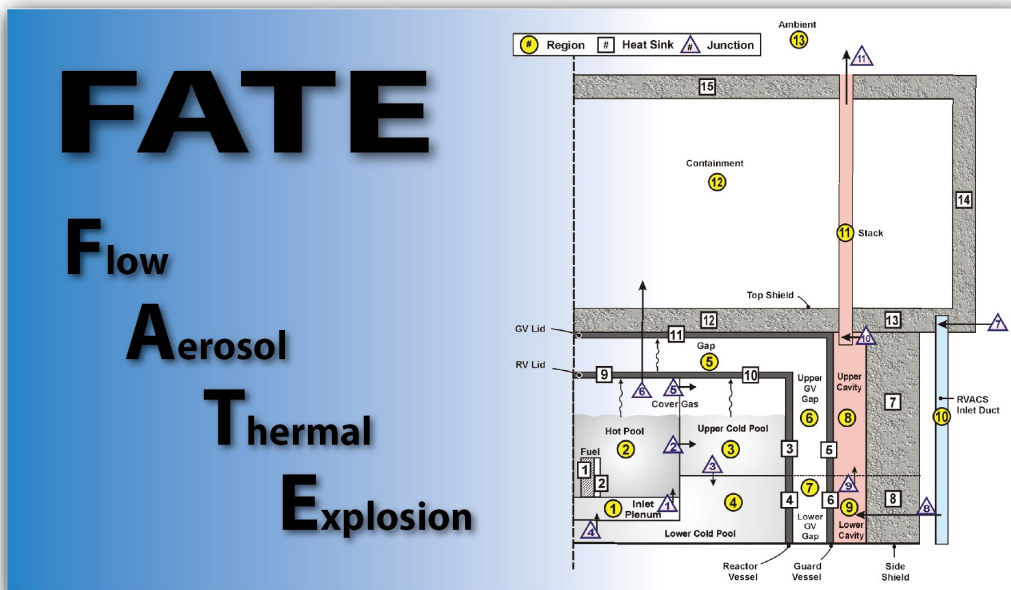 FATE
Flow
Aerosol
Thermal
Explosion
# Region # Heat Sink # Junction
Ambient
13
11
15
Containment
12
14
11 Stack
Top Shield
12
13
7
GV Lid
11
10
Gap
5
RV Lid
9
10
Upper
GV
Gap
Upper
Cavity
7
RVACS
Inlet Duct
6
5
Cover Gas
6
8
10
Hot Pool
2
Upper Cold Pool
3
2
3
5
Fuel
1
2
3
7
9
4
4
6
8
1
Inlet
Plenum
1
9
8
4
Lower Cold Pool
Lower
GV
Gap
Lower
Cavity
Reactor
Vessel
Guard
Vessel
Side
Shield